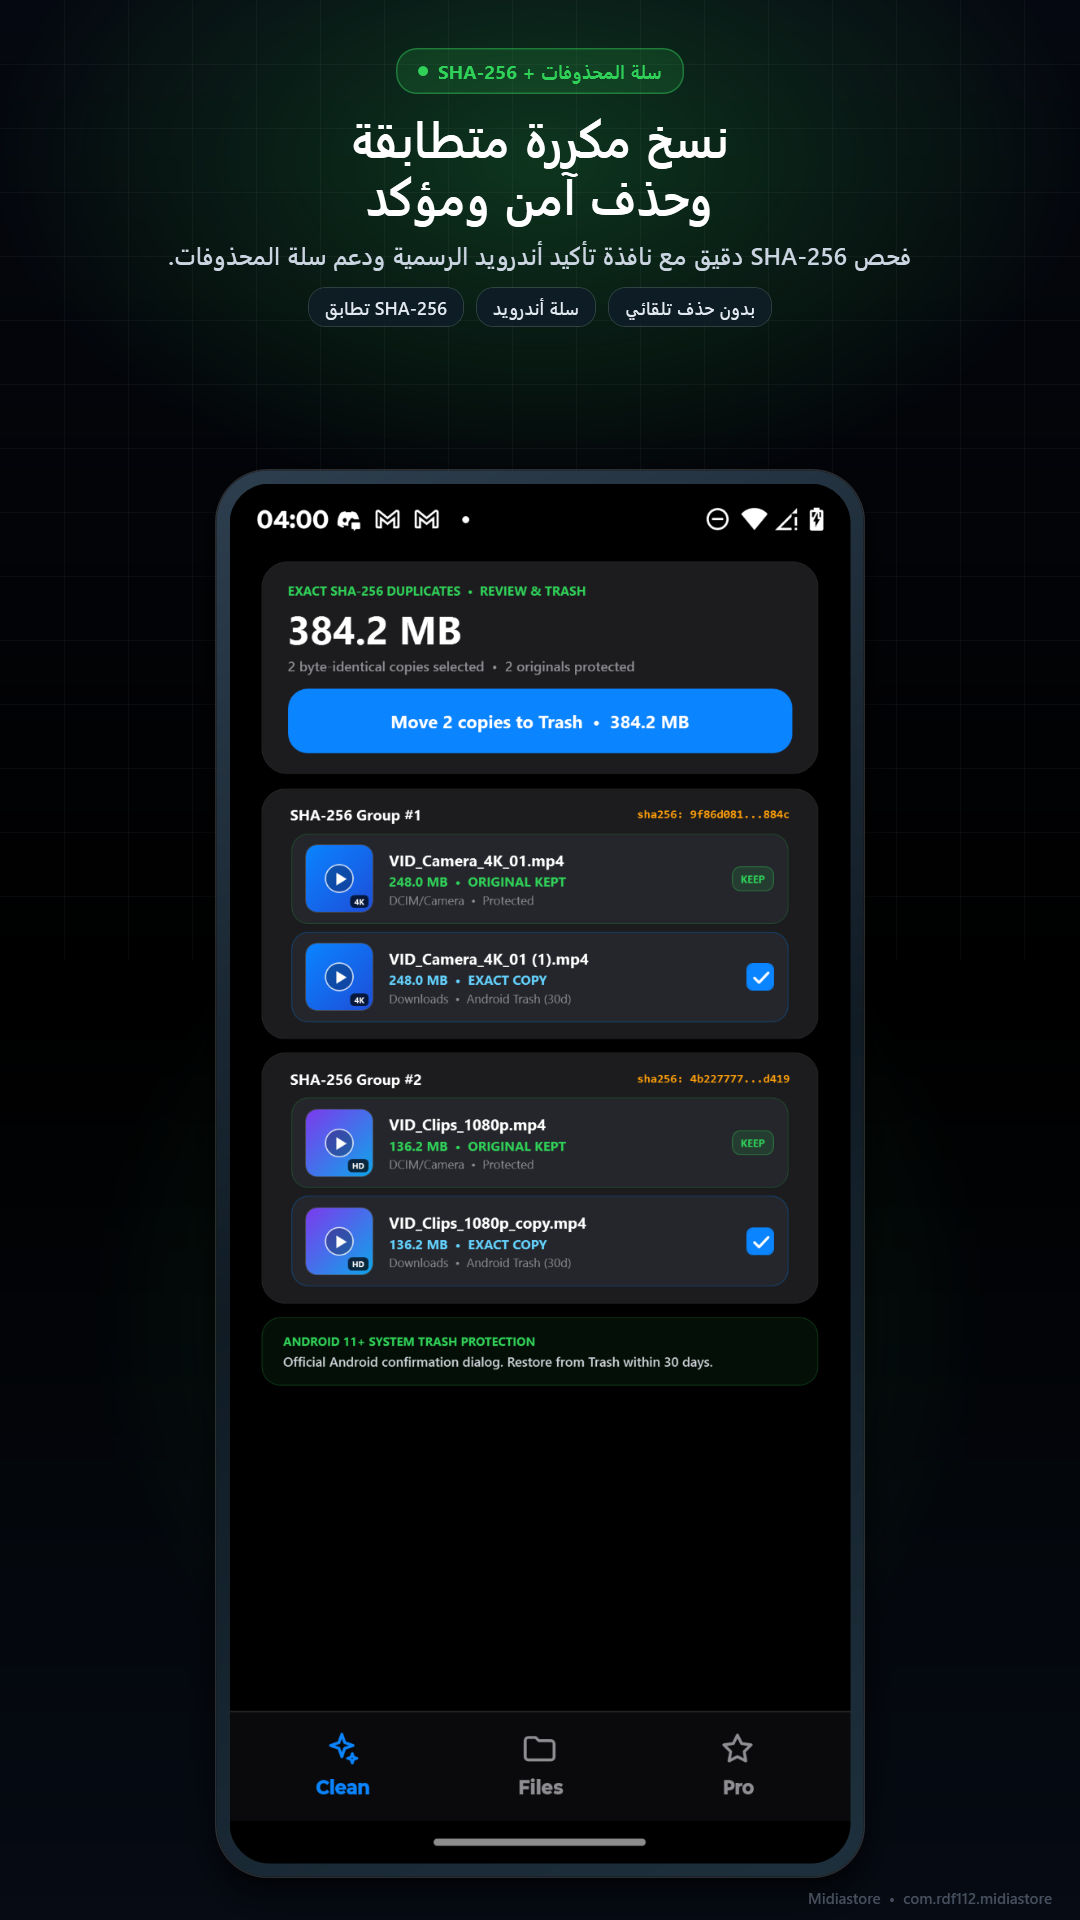 سلة المحذوفات + SHA-256
نسخ مكررة متطابقة
وحذف آمن ومؤكد
فحص SHA-256 دقيق مع نافذة تأكيد أندرويد الرسمية ودعم سلة المحذوفات.
بدون حذف تلقائي
سلة أندرويد
SHA-256 تطابق
04:00
EXACT SHA-256 DUPLICATES • REVIEW & TRASH
384.2 MB
2 byte-identical copies selected • 2 originals protected
Move 2 copies to Trash • 384.2 MB
SHA-256 Group #1
sha256: 9f86d081...884c
VID_Camera_4K_01.mp4
248.0 MB • ORIGINAL KEPT
DCIM/Camera • Protected
4K
KEEP
VID_Camera_4K_01 (1).mp4
248.0 MB • EXACT COPY
Downloads • Android Trash (30d)
4K
SHA-256 Group #2
sha256: 4b227777...d419
VID_Clips_1080p.mp4
136.2 MB • ORIGINAL KEPT
DCIM/Camera • Protected
HD
KEEP
VID_Clips_1080p_copy.mp4
136.2 MB • EXACT COPY
Downloads • Android Trash (30d)
HD
ANDROID 11+ SYSTEM TRASH PROTECTION
Official Android confirmation dialog. Restore from Trash within 30 days.
Clean
Files
Pro
Midiastore • com.rdf112.midiastore